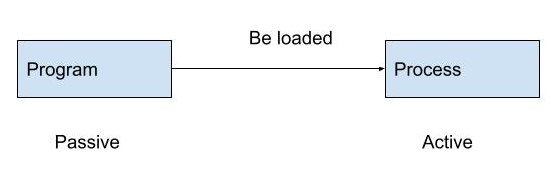 Be loaded
Program
Process
Passive
Active